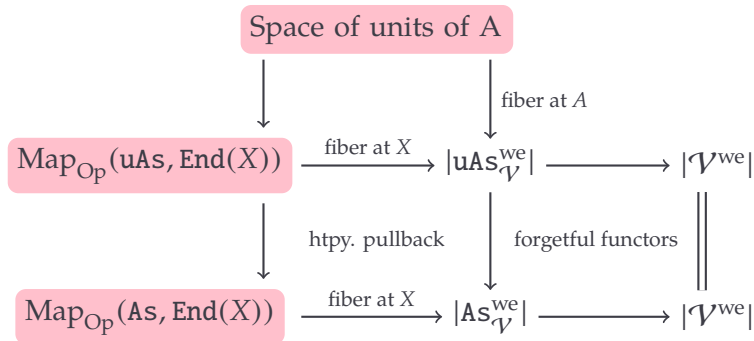 Space of units of A
fiber at A
Map_Op(uAs, End(X)) fiber at X |uAs_𝒱^we| |𝒱^we|
htpy. pullback forgetful functors
Map_Op(As, End(X)) fiber at X |As_𝒱^we| |𝒱^we|